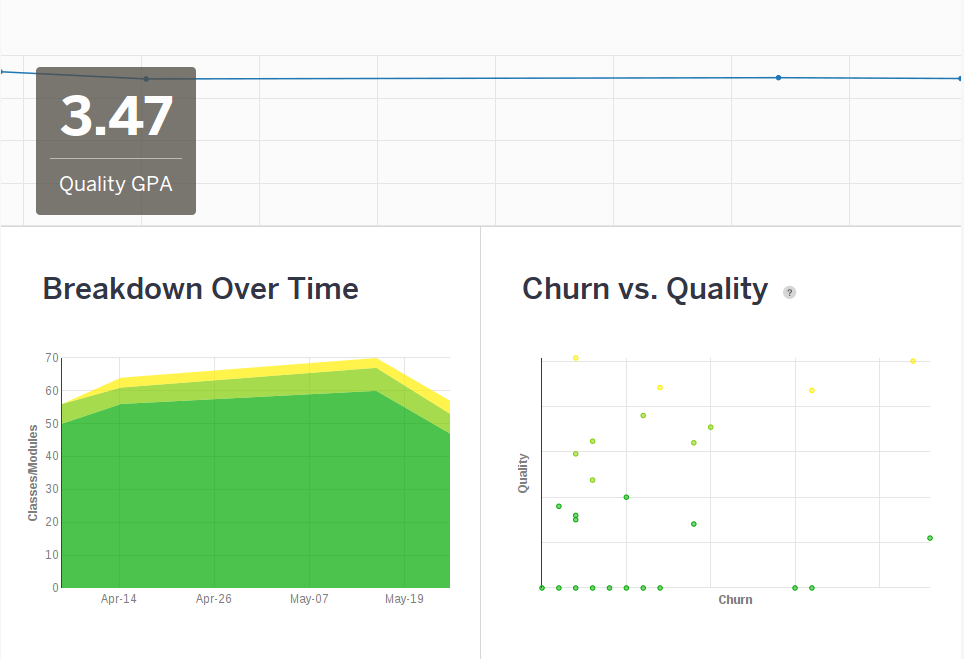 3.47
Quality GPA
Breakdown Over Time
Churn vs. Quality ?
70
60
50
40
30
20
10
0
Classes/Modules
Apr-14 Apr-26 May-07 May-19
Quality
Churn